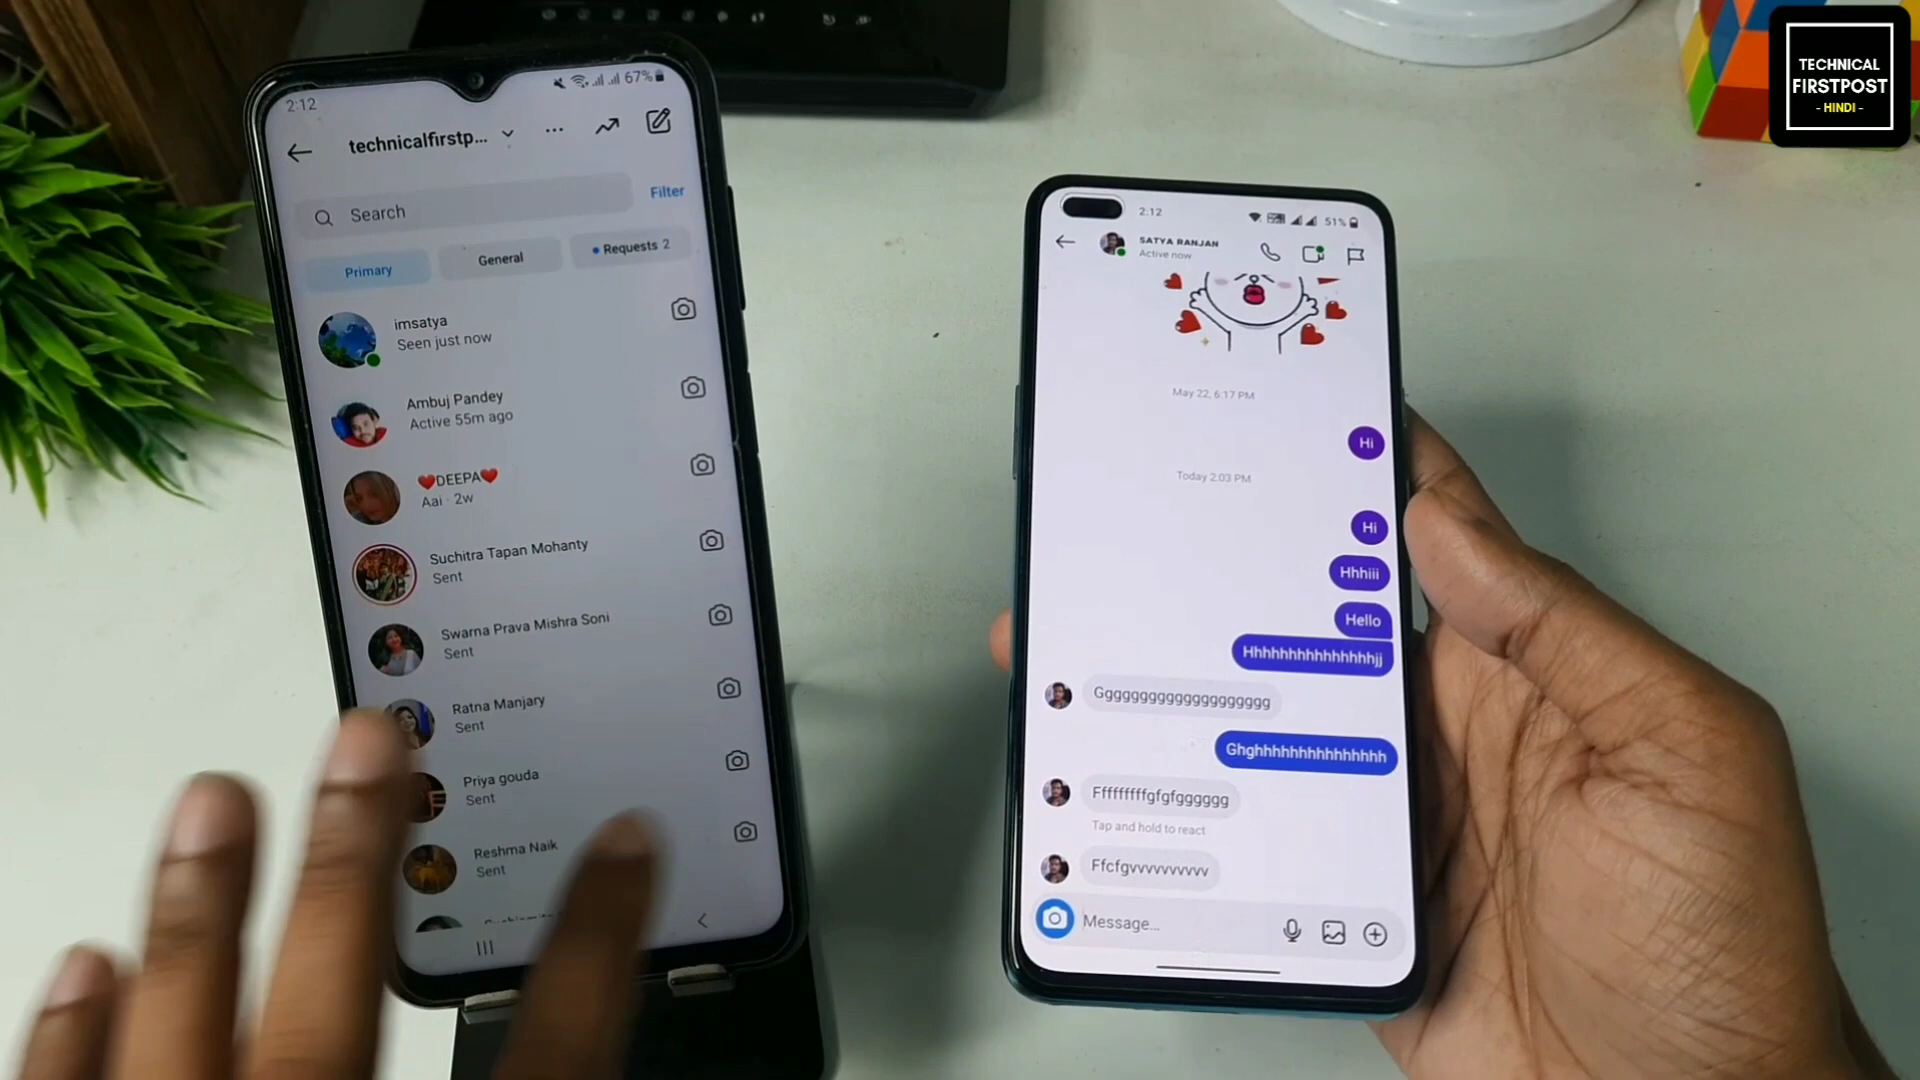 TECHNICAL
FIRSTPOST
- HINDI -
2:12
67%
technicalfirstp...
Search
Filter
Primary
General
Requests 2
imsatya
Seen just now
Ambuj Pandey
Active 55m ago
❤️DEEPA❤️
Aai · 2w
Suchitra Tapan Mohanty
Sent
Swarna Prava Mishra Soni
Sent
Ratna Manjary
Sent
Priya gouda
Sent
Reshma Naik
Sent
2:12
51%
SATYA RANJAN
Active now
May 22, 6:17 PM
Hi
Today 2:03 PM
Hi
Hhhiii
Hello
Hhhhhhhhhhhhhhhjj
Gggggggggggggggggggg
Ghghhhhhhhhhhhhhhh
Fffffffffgfgfgggggg
Tap and hold to react
Ffcfgvvvvvvvvvv
Message...